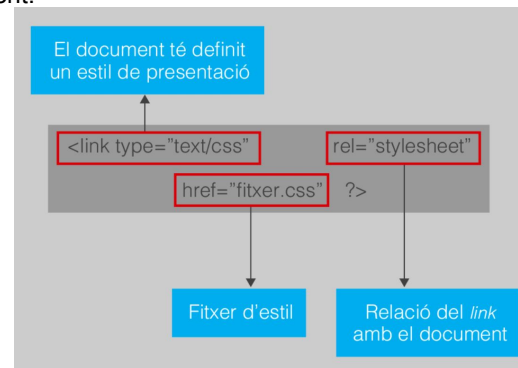 El document té definit
un estil de presentació
<link type="text/css" rel="stylesheet"
href="fitxer.css" ?>
Fitxer d'estil
Relació del link
amb el document